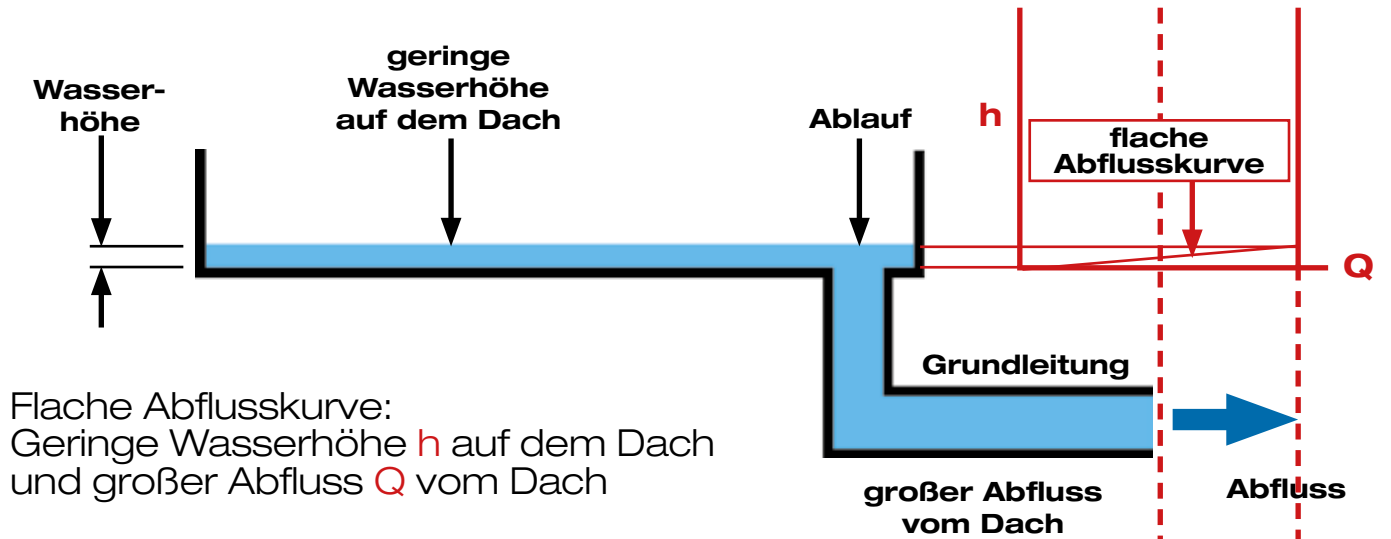 Wasser-
höhe
geringe
Wasserhöhe
auf dem Dach
Ablauf
h
flache
Abflusskurve
Q
Grundleitung
Flache Abflusskurve:
Geringe Wasserhöhe h auf dem Dach
und großer Abfluss Q vom Dach
großer Abfluss
vom Dach
Abfluss